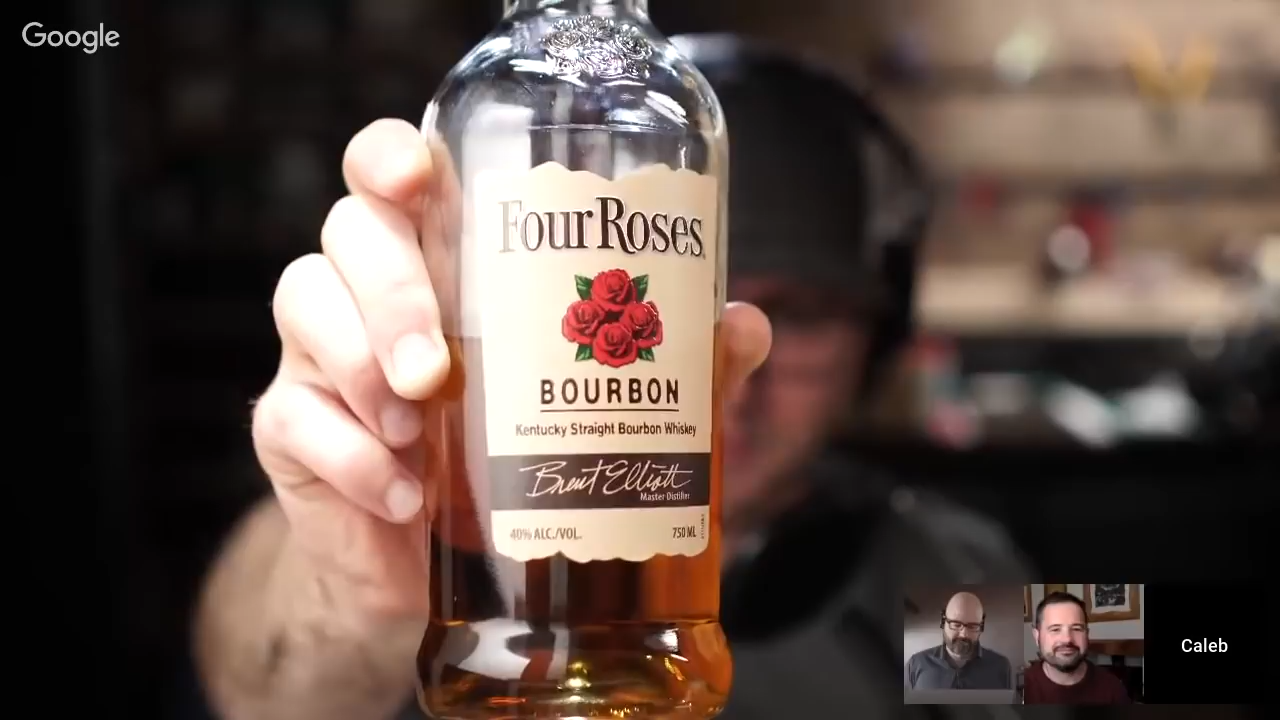 Google
Four Roses
BOURBON
Kentucky Straight Bourbon Whiskey
Brent Elliott
Master Distiller
40% ALC./VOL. 750 ML
Caleb